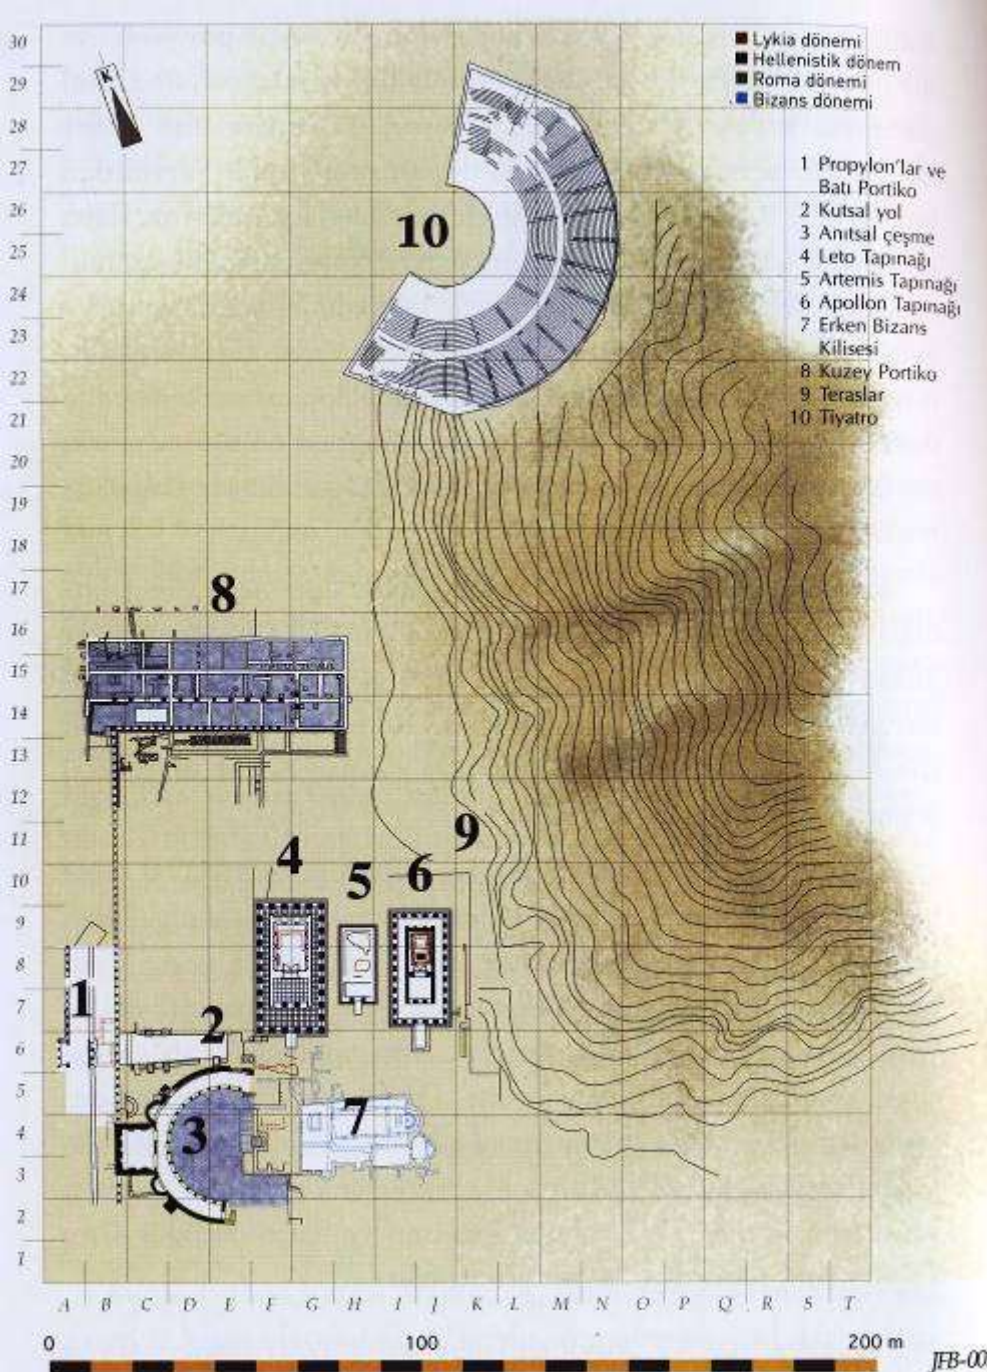 Lykia dönemi
Hellenistik dönem
Roma dönemi
Bizans dönemi
K
1 Propylon'lar ve
Batı Portiko
2 Kutsal yol
3 Anıtsal çeşme
4 Leto Tapınağı
5 Artemis Tapınağı
6 Apollon Tapınağı
7 Erken Bizans
Kilisesi
8 Kuzey Portiko
9 Teraslar
10 Tiyatro
30
29
28
27
26
25
24
23
22
21
20
19
18
17
16
15
14
13
12
11
10
9
8
7
6
5
4
3
2
1
10
8
9
4 5 6
1
2
3
7
A B C D E F G H I J K L M N O P Q R S T
0 100 200 m
JFB-00